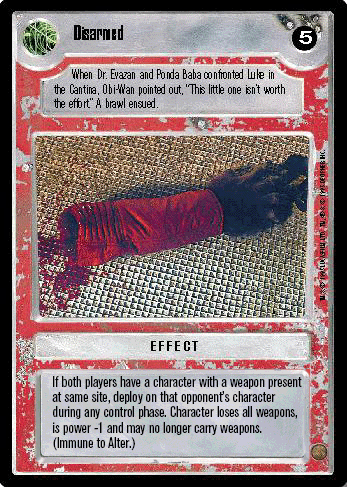 Disarmed
5
When Dr. Evazan and Ponda Baba confronted Luke in
the Cantina, Obi-Wan pointed out, "This little one isn't worth
the effort." A brawl ensued.
EFFECT
If both players have a character with a weapon present
at same site, deploy on that opponent's character
during any control phase. Character loses all weapons,
is power -1 and may no longer carry weapons.
(Immune to Alter.)